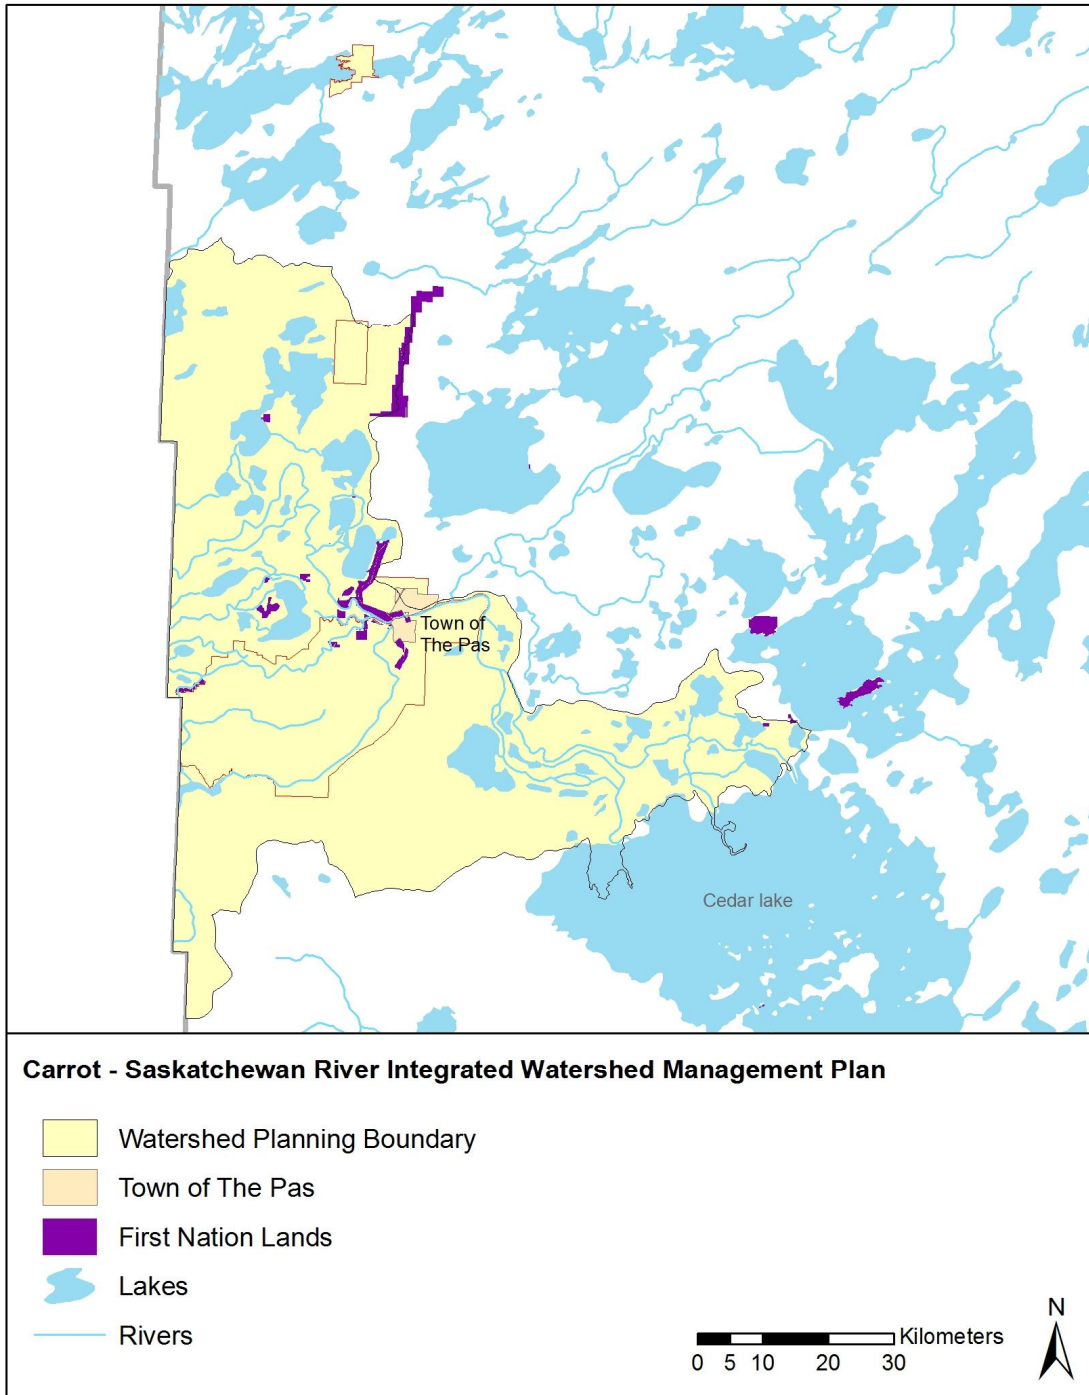 Town of
The Pas
Cedar lake
Carrot - Saskatchewan River Integrated Watershed Management Plan
Watershed Planning Boundary
Town of The Pas
First Nation Lands
Lakes
Rivers
N
Kilometers
0 5 10 20 30